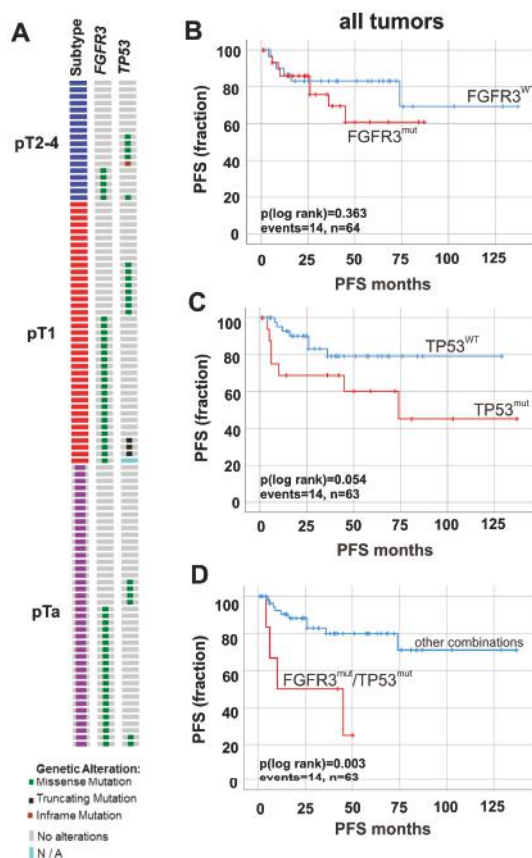 A
Subtype
FGFR3
TP53
pT2-4
pT1
pTa
Genetic Alteration:
Missense Mutation
Truncating Mutation
Inframe Mutation
No alterations
N / A
all tumors
B
PFS (fraction)
100
80
60
40
20
0
FGFR3WT
FGFR3mut
p(log rank)=0.363
events=14, n=64
0 25 50 75 100 125
PFS months
C
PFS (fraction)
100
80
60
40
20
0
TP53WT
TP53mut
p(log rank)=0.054
events=14, n=63
0 25 50 75 100 125
PFS months
D
PFS (fraction)
100
80
60
40
20
0
other combinations
FGFR3mut/TP53mut
p(log rank)=0.003
events=14, n=63
0 25 50 75 100 125
PFS months